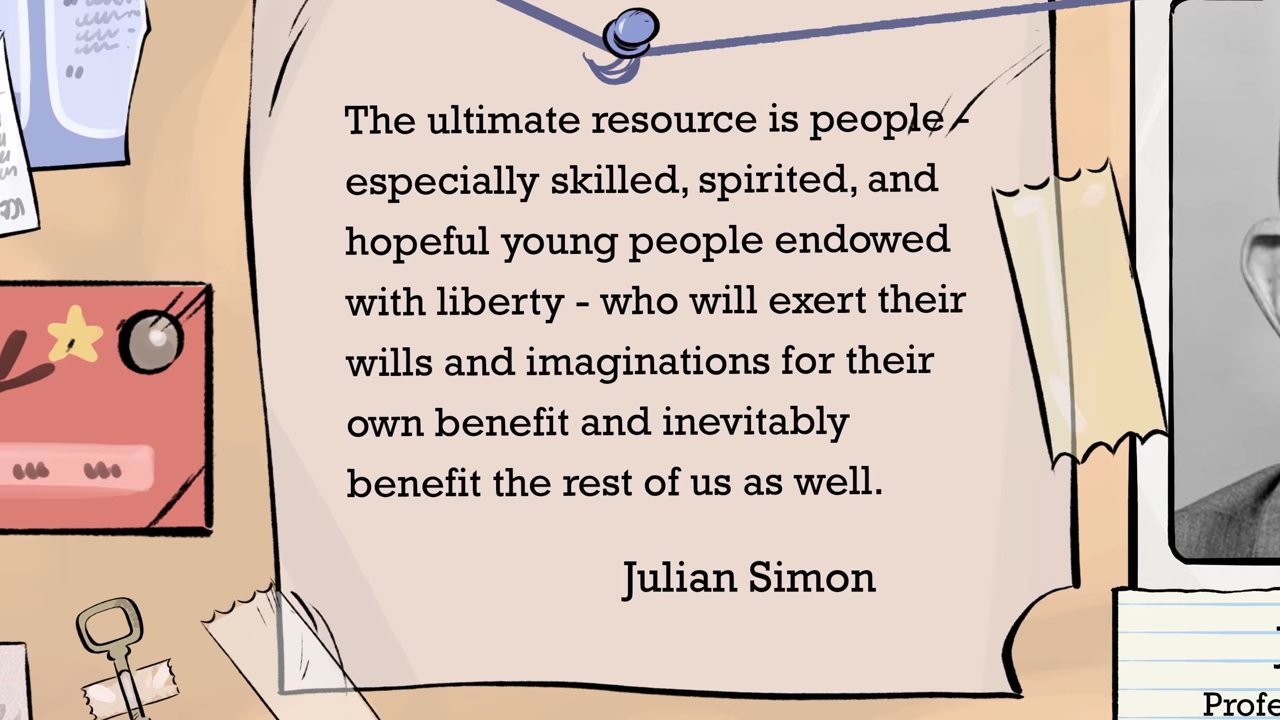 The ultimate resource is people -
especially skilled, spirited, and
hopeful young people endowed
with liberty - who will exert their
wills and imaginations for their
own benefit and inevitably
benefit the rest of us as well.
Julian Simon